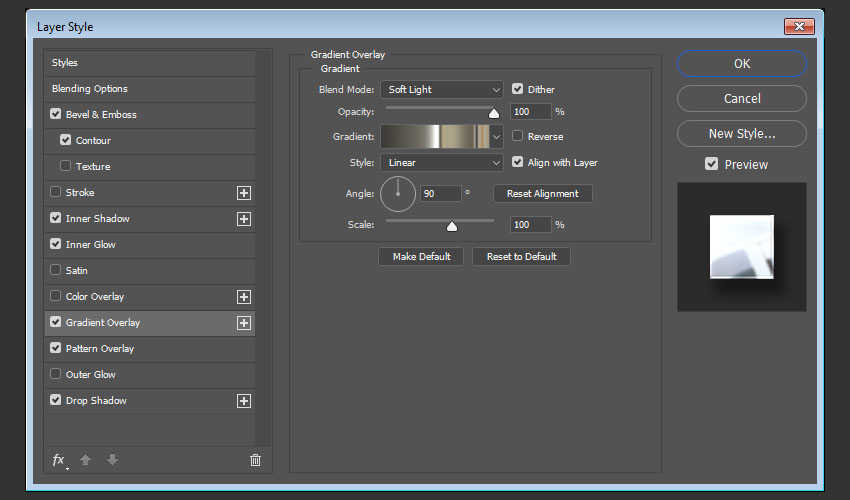 Layer Style
Styles
Blending Options
Bevel & Emboss
Contour
Texture
Stroke
Inner Shadow
Inner Glow
Satin
Color Overlay
Gradient Overlay
Pattern Overlay
Outer Glow
Drop Shadow
fx
Gradient Overlay
Gradient
Blend Mode: Soft Light Dither
Opacity: 100 %
Gradient: Reverse
Style: Linear Align with Layer
Angle: 90 ° Reset Alignment
Scale: 100 %
Make Default Reset to Default
OK
Cancel
New Style...
Preview